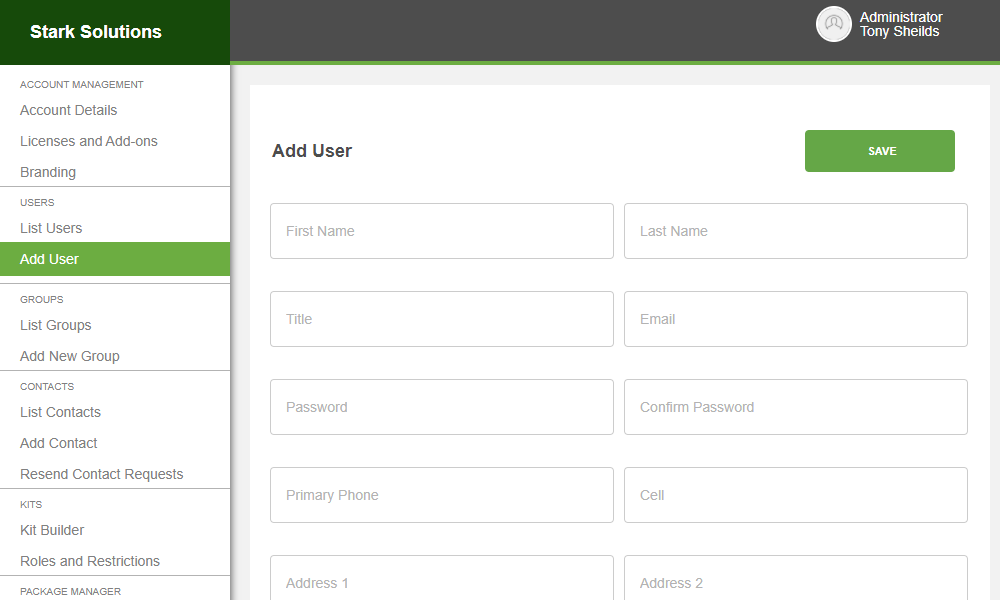 Stark Solutions
Administrator
Tony Sheilds
ACCOUNT MANAGEMENT
Account Details
Licenses and Add-ons
Branding
USERS
List Users
Add User
GROUPS
List Groups
Add New Group
CONTACTS
List Contacts
Add Contact
Resend Contact Requests
KITS
Kit Builder
Roles and Restrictions
PACKAGE MANAGER
Add User
SAVE
First Name
Last Name
Title
Email
Password
Confirm Password
Primary Phone
Cell
Address 1
Address 2